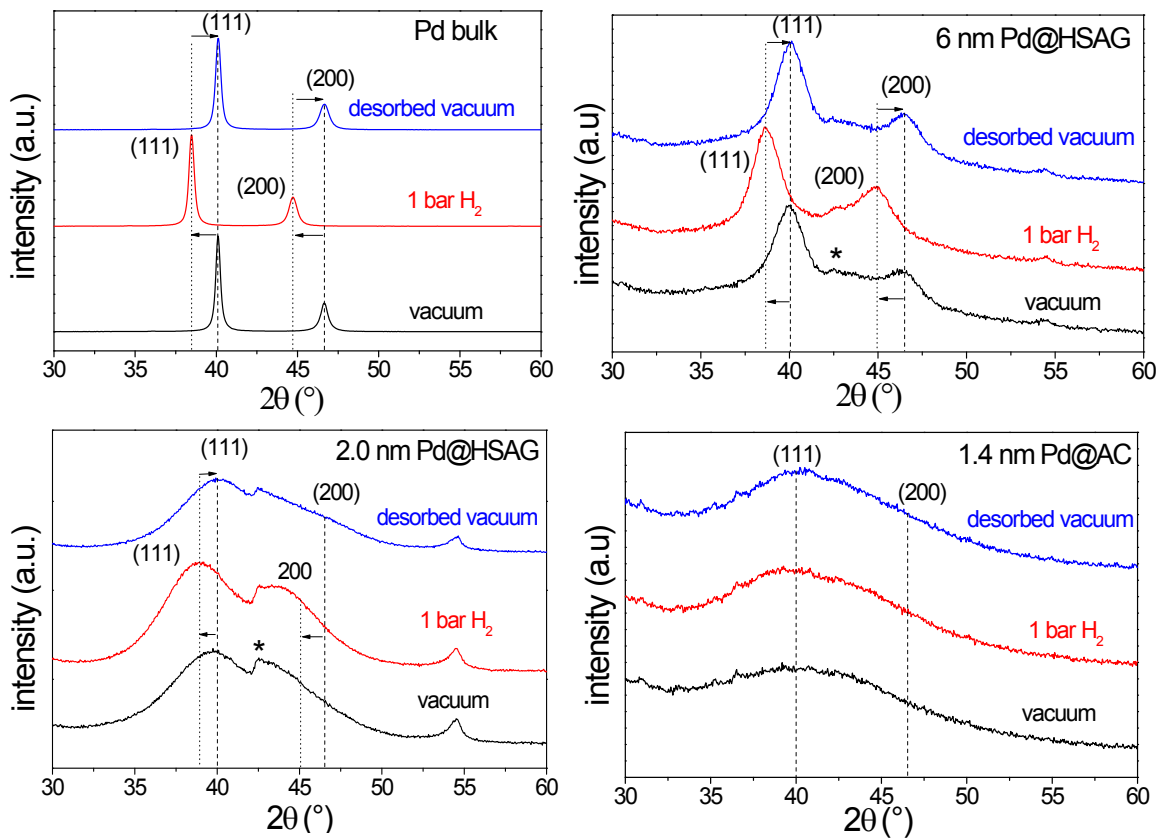 Pd bulk
(111)
(200)
desorbed vacuum
(111)
(200)
1 bar H₂
vacuum
intensity (a.u.)
30 35 40 45 50 55 60
2θ (°)
6 nm Pd@HSAG
(111)
(200)
desorbed vacuum
(111)
(200)
1 bar H₂
*
vacuum
intensity (a.u)
30 35 40 45 50 55 60
2θ (°)
2.0 nm Pd@HSAG
(111)
(200)
desorbed vacuum
(111)
200
1 bar H₂
*
vacuum
intensity (a.u.)
30 35 40 45 50 55 60
2θ (°)
1.4 nm Pd@AC
(111)
(200)
desorbed vacuum
1 bar H₂
vacuum
intensity (a.u)
30 35 40 45 50 55 60
2θ (°)